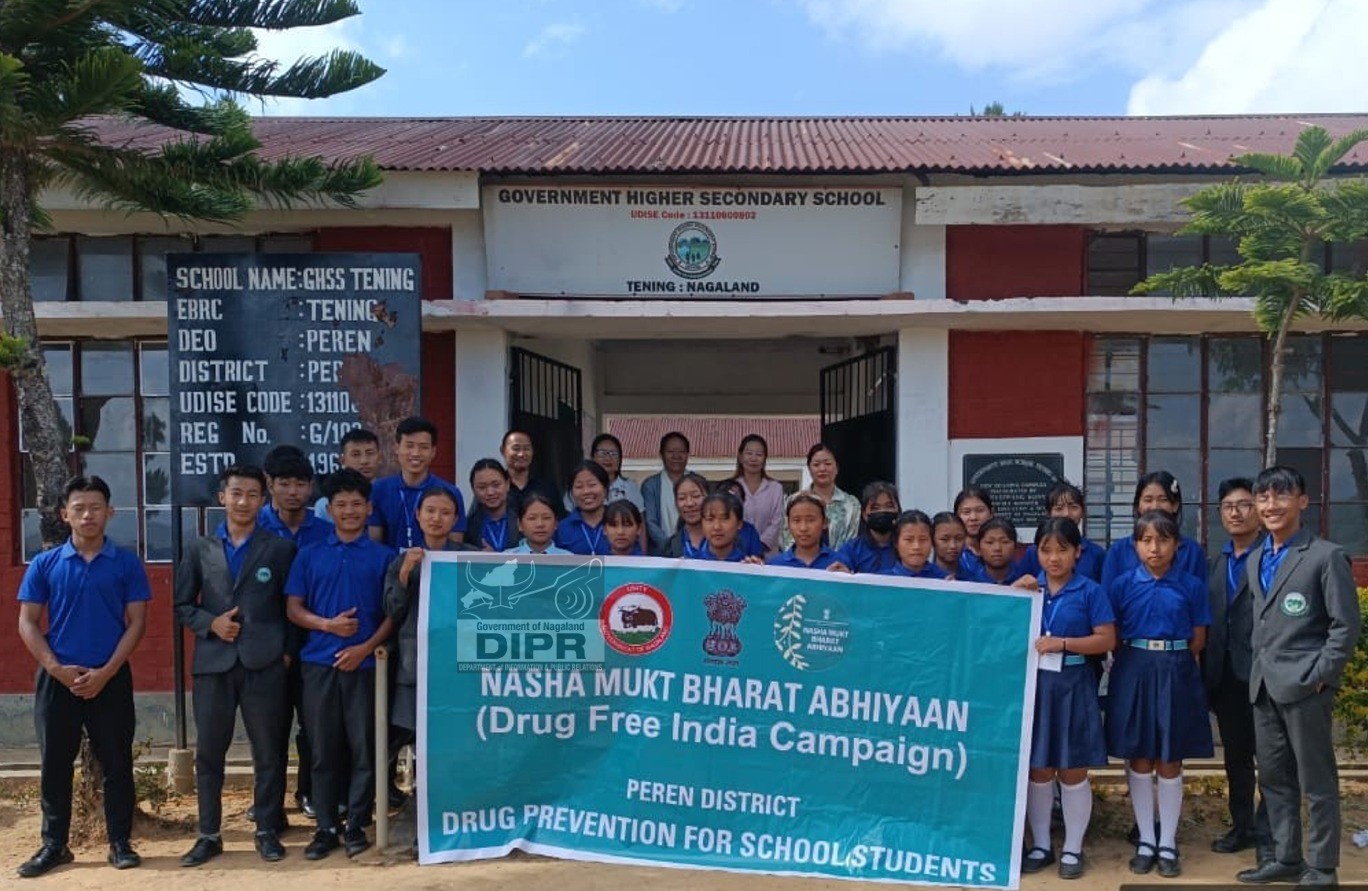 GOVERNMENT HIGHER SECONDARY SCHOOL
UDISE Code : 13110600802
TENING : NAGALAND
SCHOOL NAME:GHSS TENING
EBRC :TENING
DEO :PEREN
DISTRICT :PER
UDISE CODE :13110
REG No. :G/10
ESTD :196
UNITY
Government of Nagaland
DIPR
DEPARTMENT OF INFORMATION & PUBLIC RELATIONS
NASHA MUKT
BHARAT
ABHIYAAN
NASHA MUKT BHARAT ABHIYAAN
(Drug Free India Campaign)
PEREN DISTRICT
DRUG PREVENTION FOR SCHOOL STUDENTS